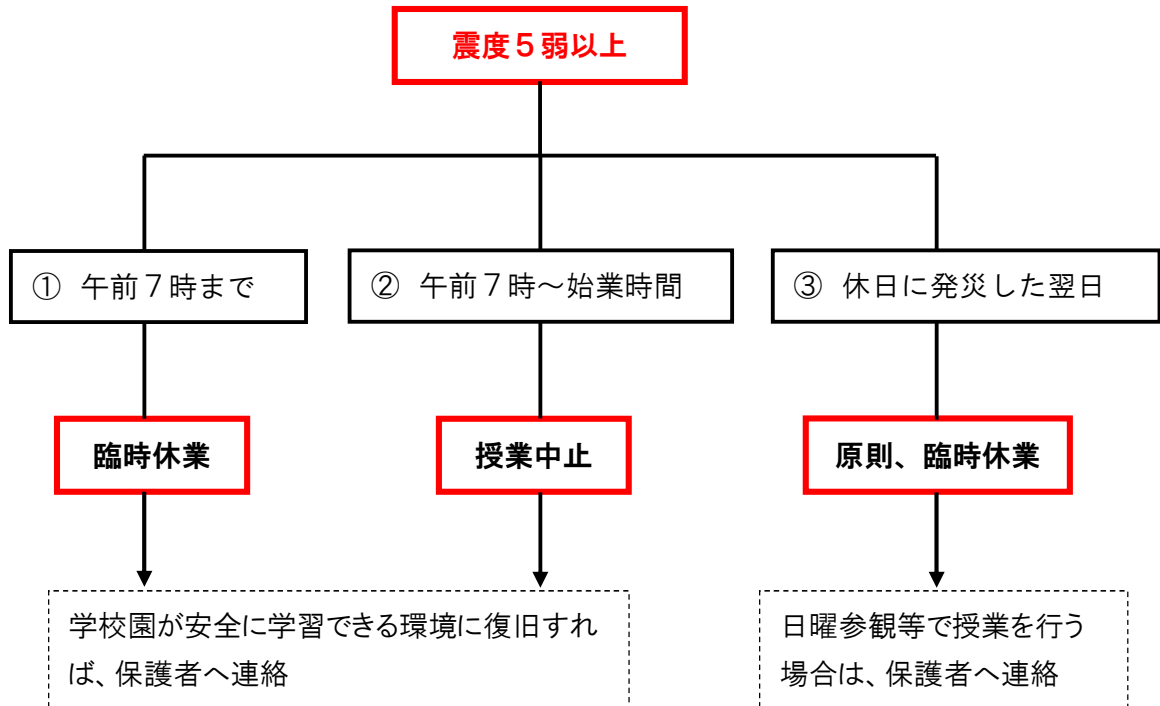 震度５弱以上
① 午前７時まで
② 午前７時～始業時間
③ 休日に発災した翌日
臨時休業
授業中止
原則、臨時休業
学校園が安全に学習できる環境に復旧すれ
ば、保護者へ連絡
日曜参観等で授業を行う
場合は、保護者へ連絡